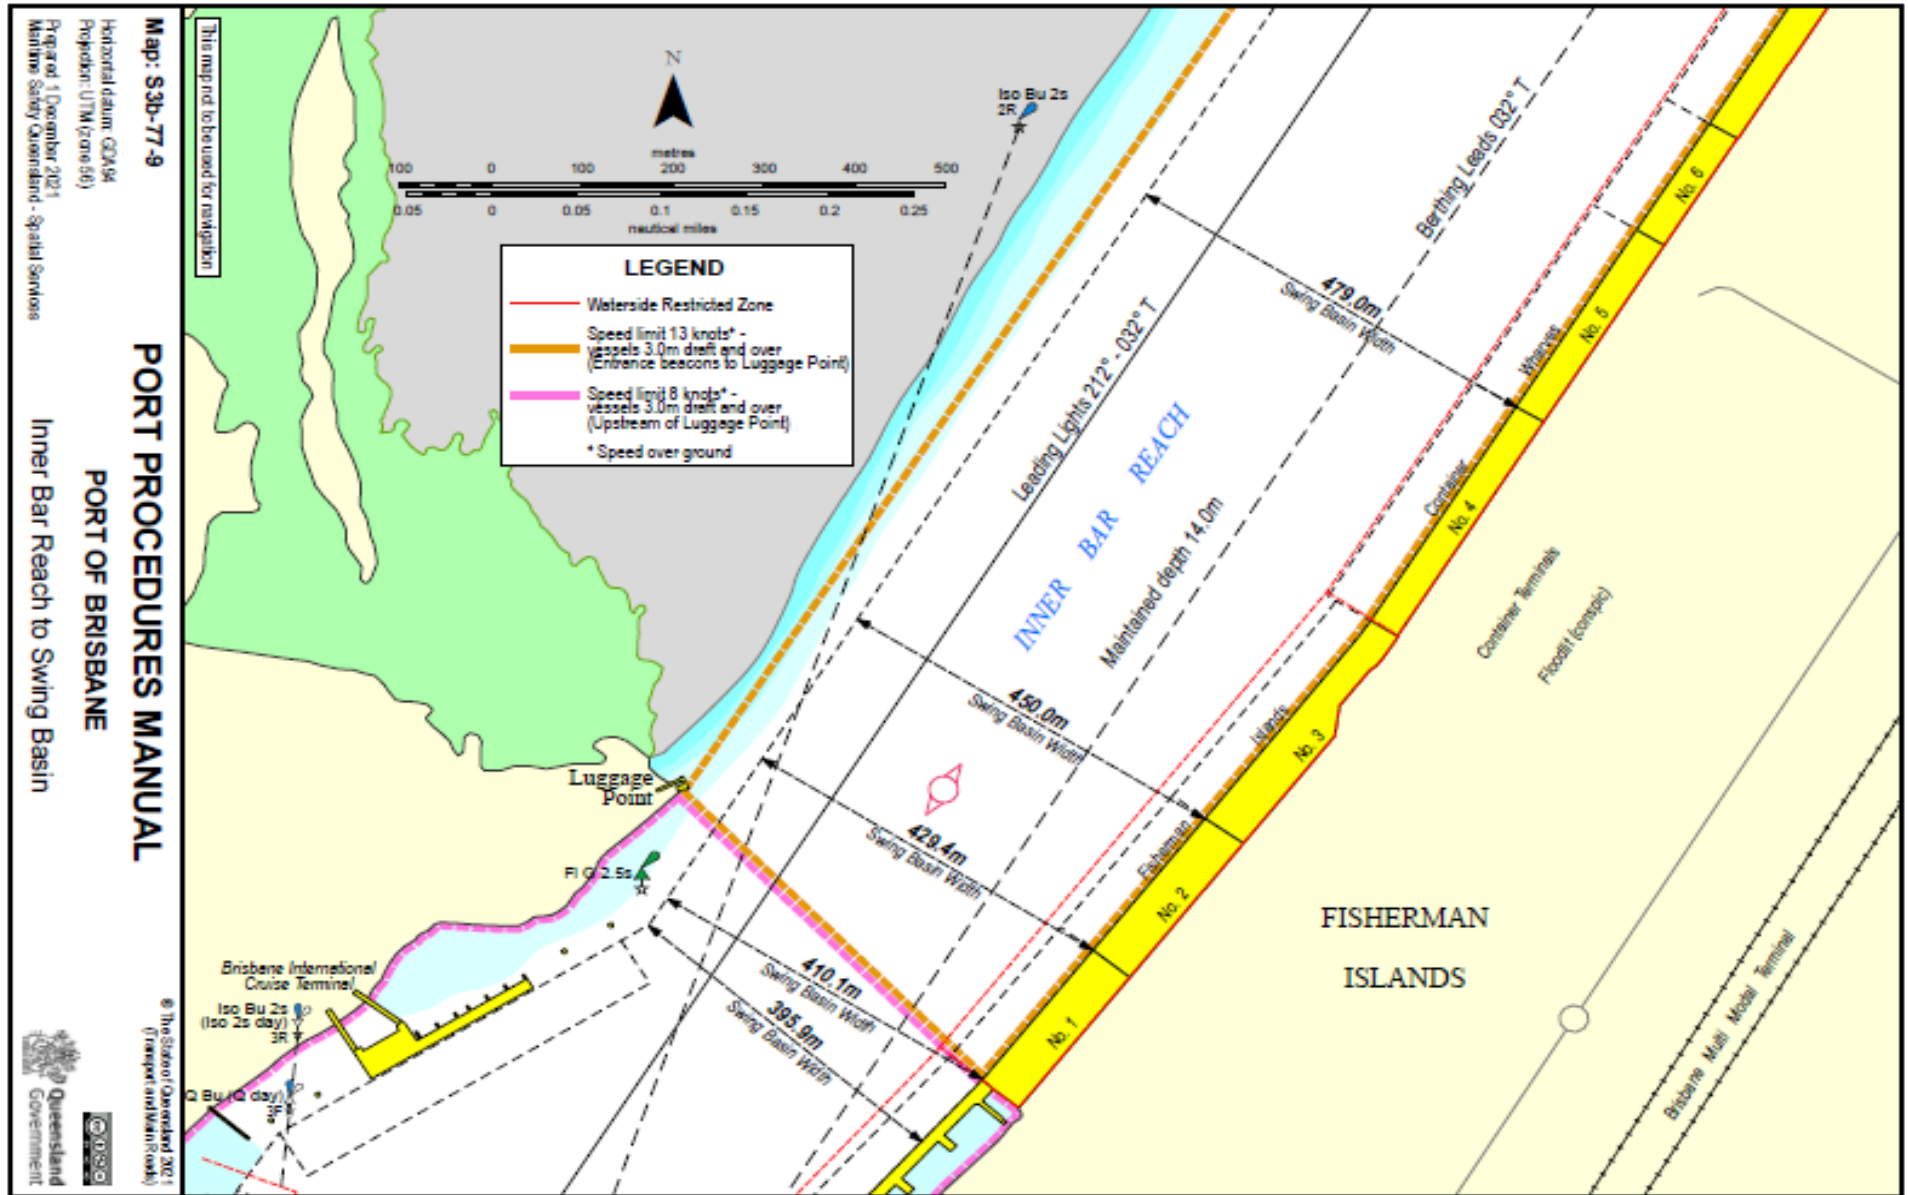 Map: S3b-77-9
Horizontal datum: GDA94
Projection: UTM (zone 56)
Prepared 1 December 2021
Maritime Safety Queensland - Spatial Services
This map not to be used for navigation
PORT PROCEDURES MANUAL
PORT OF BRISBANE
Inner Bar Reach to Swing Basin
© The State of Queensland 2021
(Transport and Main Roads)
Queensland
Government
N
metres
100 0 100 200 300 400 500
0.05 0 0.05 0.1 0.15 0.2 0.25
nautical miles
LEGEND
Waterside Restricted Zone
Speed limit 13 knots* -
vessels 3.0m draft and over
(Entrance beacons to Luggage Point)
Speed limit 8 knots* -
vessels 3.0m draft and over
(Upstream of Luggage Point)
* Speed over ground
Iso Bu 2s
2R
Leading Lights 212° - 032° T
Berthing Leads 032° T
479.0m
Swing Basin Width
INNER BAR REACH
Maintained depth 14.0m
450.0m
Swing Basin Width
429.4m
Swing Basin Width
410.1m
Swing Basin Width
395.9m
Swing Basin Width
Fisherman Islands Container Wharves
No. 6
No. 5
No. 4
No. 3
No. 2
No. 1
Container Terminals
Floodlit (conspic)
FISHERMAN
ISLANDS
Brisbane Multi Modal Terminal
Luggage
Point
Fl G 2.5s
Brisbane International
Cruise Terminal
Iso Bu 2s
(Iso 2s day)
3R
Q Bu (Q day)
3F